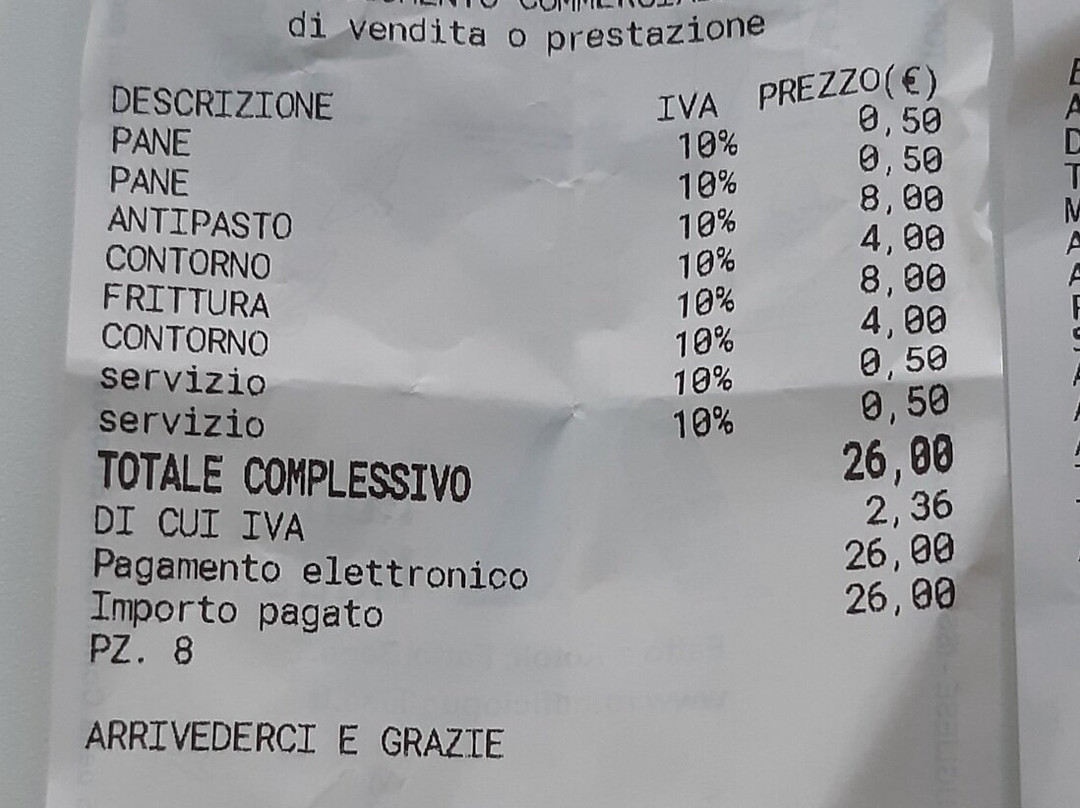 di vendita o prestazione
DESCRIZIONE IVA PREZZO(€)
PANE 10% 0,50
PANE 10% 0,50
ANTIPASTO 10% 8,00
CONTORNO 10% 4,00
FRITTURA 10% 8,00
CONTORNO 10% 4,00
servizio 10% 0,50
servizio 10% 0,50
TOTALE COMPLESSIVO 26,00
DI CUI IVA 2,36
Pagamento elettronico 26,00
Importo pagato 26,00
PZ. 8
ARRIVEDERCI E GRAZIE